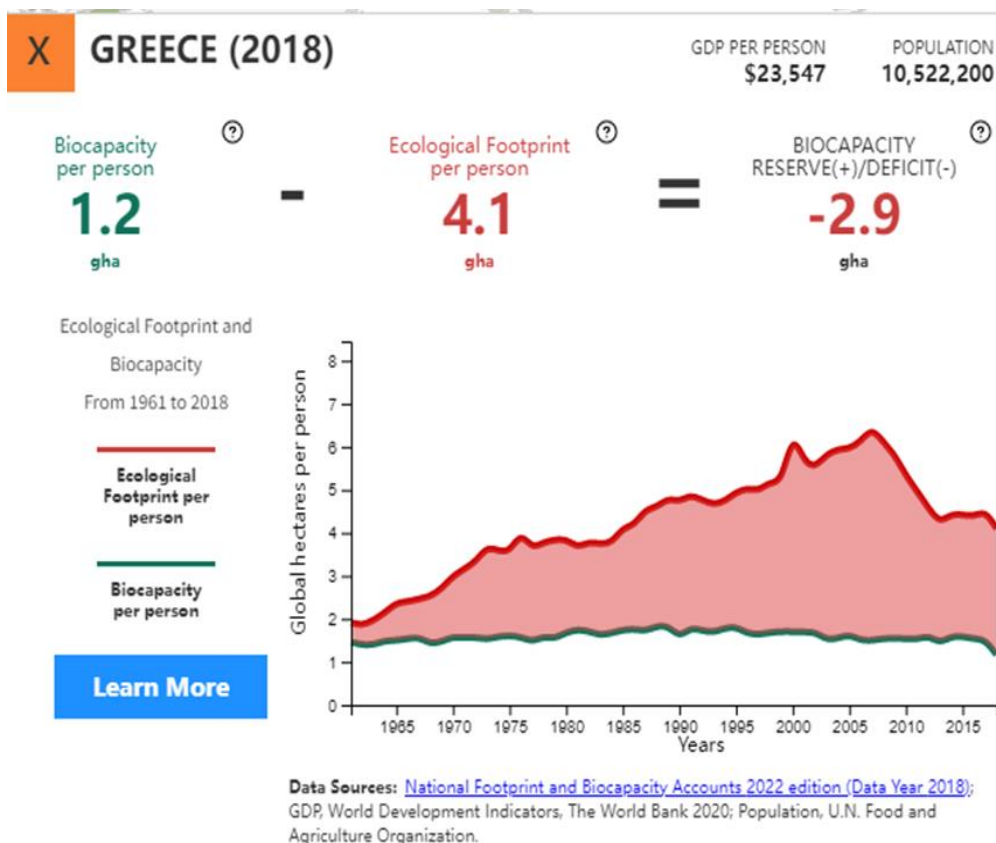 X
GREECE (2018)
GDP PER PERSON
$23,547
POPULATION
10,522,200
Biocapacity
per person
?
1.2
gha
-
Ecological Footprint
per person
?
4.1
gha
=
BIOCAPACITY
RESERVE(+)/DEFICIT(-)
?
-2.9
gha
Ecological Footprint and
Biocapacity
From 1961 to 2018
Ecological
Footprint per
person
Biocapacity
per person
Learn More
Global hectares per person
8
7
6
5
4
3
2
1
0
1965 1970 1975 1980 1985 1990 1995 2000 2005 2010 2015
Years
Data Sources: National Footprint and Biocapacity Accounts 2022 edition (Data Year 2018);
GDP, World Development Indicators, The World Bank 2020; Population, U.N. Food and
Agriculture Organization.